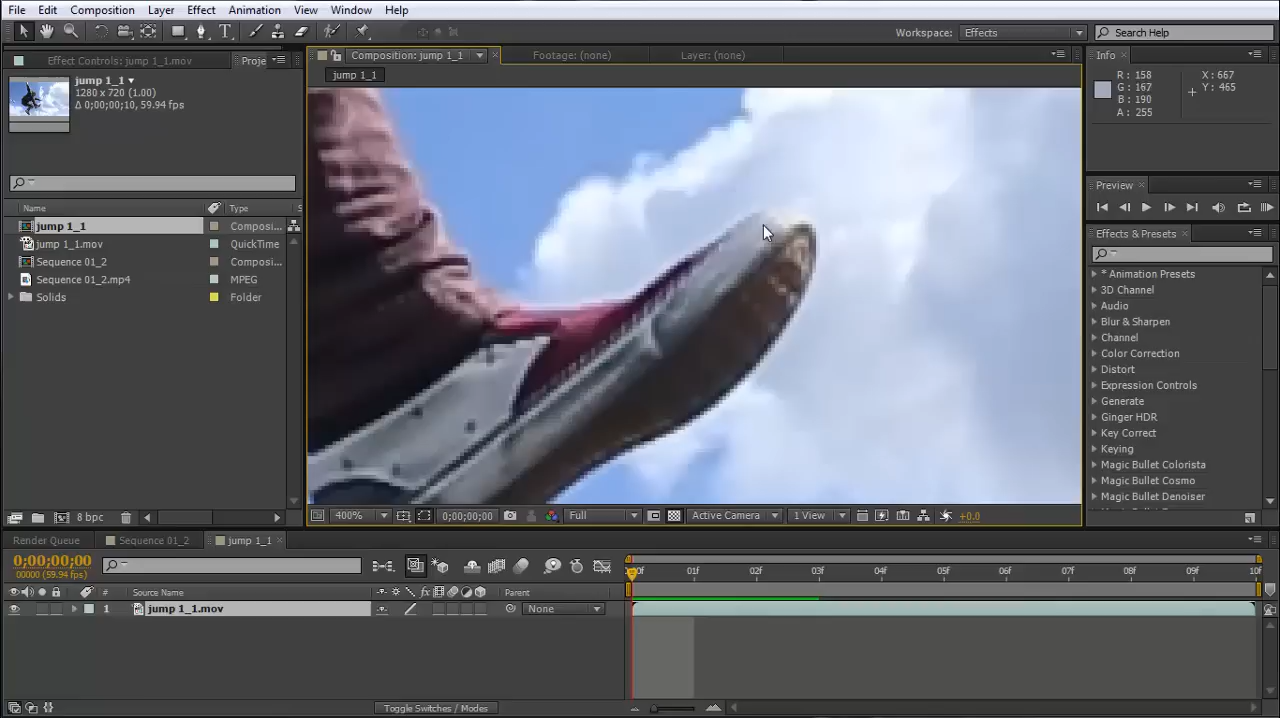 File Edit Composition Layer Effect Animation View Window Help
Workspace: Effects Search Help
Effect Controls: jump 1_1.mov Proje
Composition: jump 1_1 Footage: (none) Layer: (none)
Info
jump 1_1
jump 1_1
1280 x 720 (1.00)
Δ 0;00;00;10, 59.94 fps
R: 158 X: 667
G: 167 Y: 465
B: 190
A: 255
Preview
Name Type S
jump 1_1 Composi...
jump 1_1.mov QuickTime
Sequence 01_2 Composi...
Sequence 01_2.mp4 MPEG
Solids Folder
Effects & Presets
* Animation Presets
3D Channel
Audio
Blur & Sharpen
Channel
Color Correction
Distort
Expression Controls
Generate
Ginger HDR
Key Correct
Keying
Magic Bullet Colorista
Magic Bullet Cosmo
Magic Bullet Denoiser
8 bpc
400% 0;00;00;00 Full Active Camera 1 View +0.0
Render Queue Sequence 01_2 jump 1_1
0;00;00;00
00000 (59.94 fps)
:00f 01f 02f 03f 04f 05f 06f 07f 08f 09f 10f
# Source Name fx Parent
1 jump 1_1.mov None
Toggle Switches / Modes